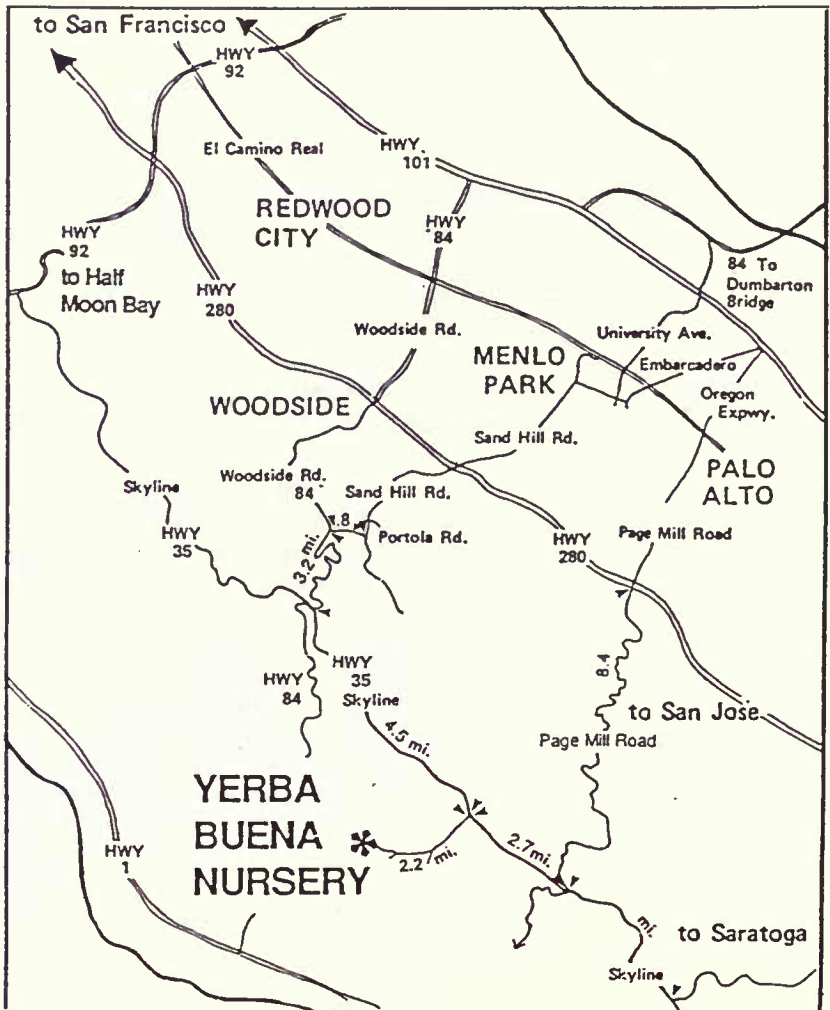 to San Francisco
HWY
92
El Camino Real
HWY.
101
REDWOOD
CITY
HWY
84
HWY
92
to Half
Moon Bay
HWY
280
84 To
Dumbarton
Bridge
Woodside Rd.
University Ave.
MENLO
PARK
Embarcadero
Oregon
Expwy.
WOODSIDE
Sand Hill Rd.
PALO
ALTO
Woodside Rd.
84
Sand Hill Rd.
Skyline
HWY
35
.8
Portola Rd.
3.2 mi.
HWY
280
Page Mill Road
HWY
35
HWY
84
Skyline
8.4
to San Jose
4.5 mi.
Page Mill Road
YERBA
BUENA
NURSERY
2.2 mi.
2.7 mi.
HWY
1
mi.
to Saratoga
Skyline